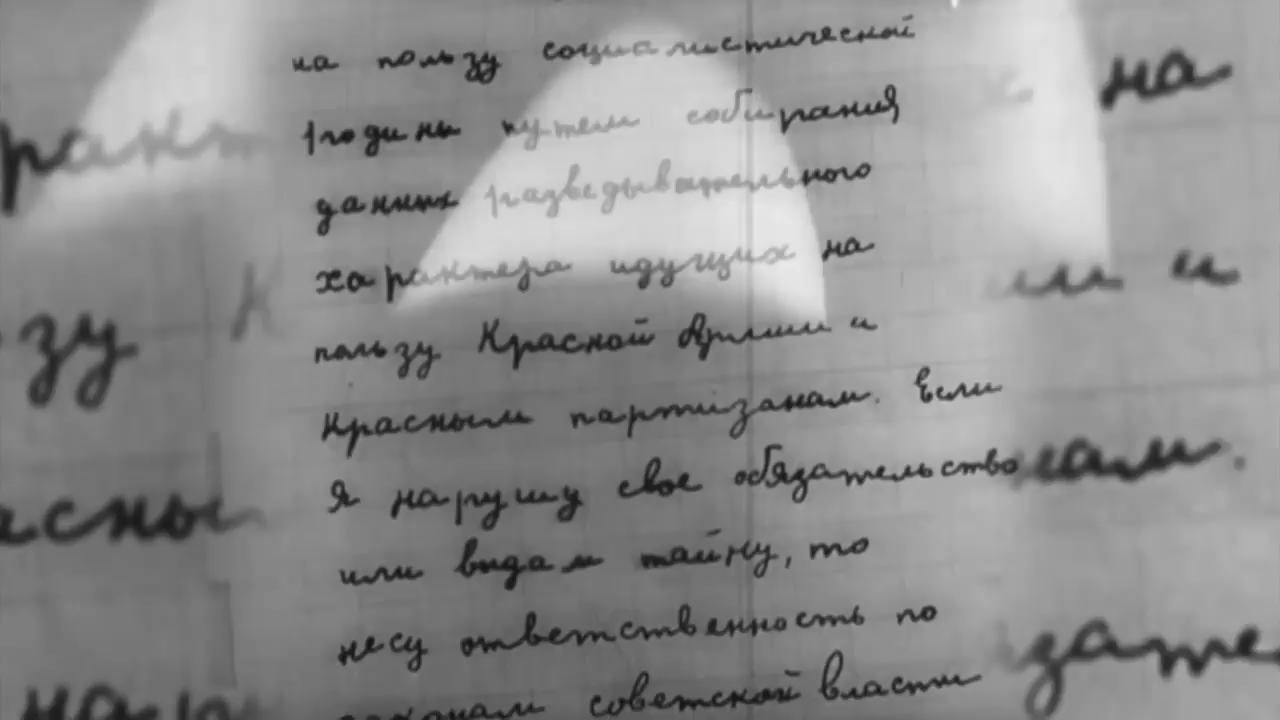 на пользу социалистической
родины путем собирания
данных разведывательного
характера идущих на
пользу Красной Армии и
Красным партизанам. Если
я нарушу свое обязательство
или выдам тайну, то
несу ответственность по
законам советской власти